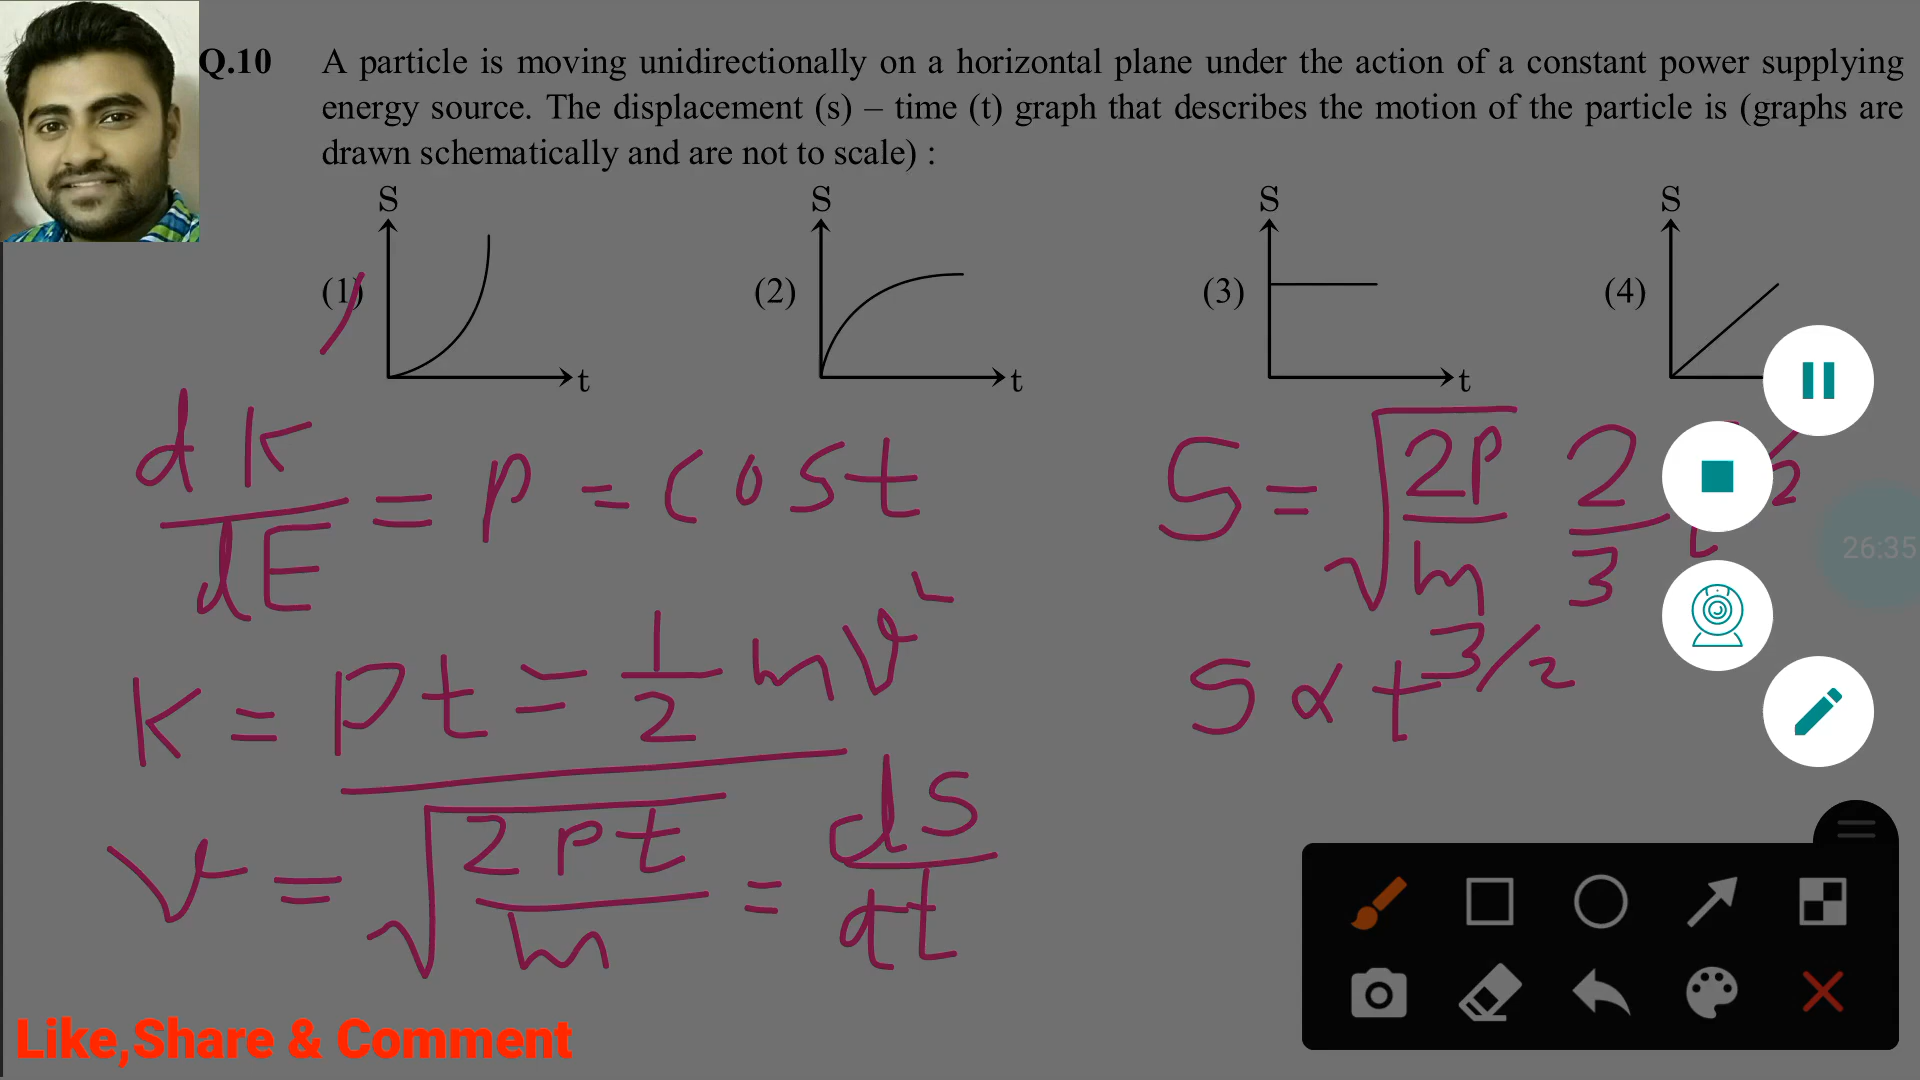 Q.10 A particle is moving unidirectionally on a horizontal plane under the action of a constant power supplying
energy source. The displacement (s) – time (t) graph that describes the motion of the particle is (graphs are
drawn schematically and are not to scale) :
S S S S
(1) (2) (3) (4)
t t t
dK/dE = P = cost
S = √(2P/m) 2/3
2
26:35
K = Pt = 1/2 mv²
S ∝ t^3/2
v = √(2Pt/m) = ds/dt
Like,Share & Comment